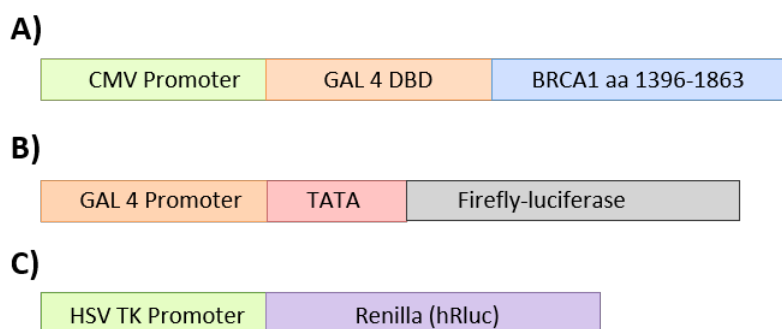 A)
CMV Promoter GAL 4 DBD BRCA1 aa 1396-1863
B)
GAL 4 Promoter TATA Firefly-luciferase
C)
HSV TK Promoter Renilla (hRluc)